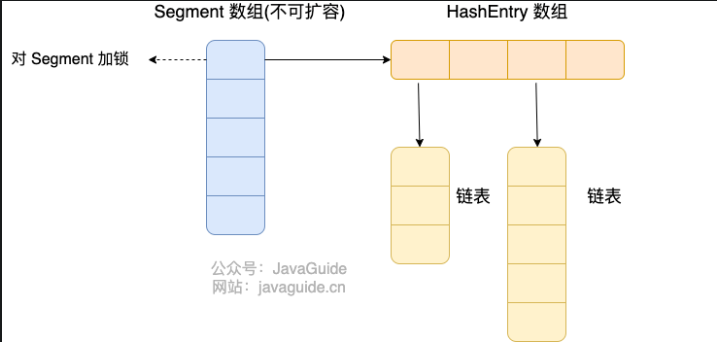 Segment 数组(不可扩容)
HashEntry 数组
对 Segment 加锁
链表
链表
公众号：JavaGuide
网站：javaguide.cn